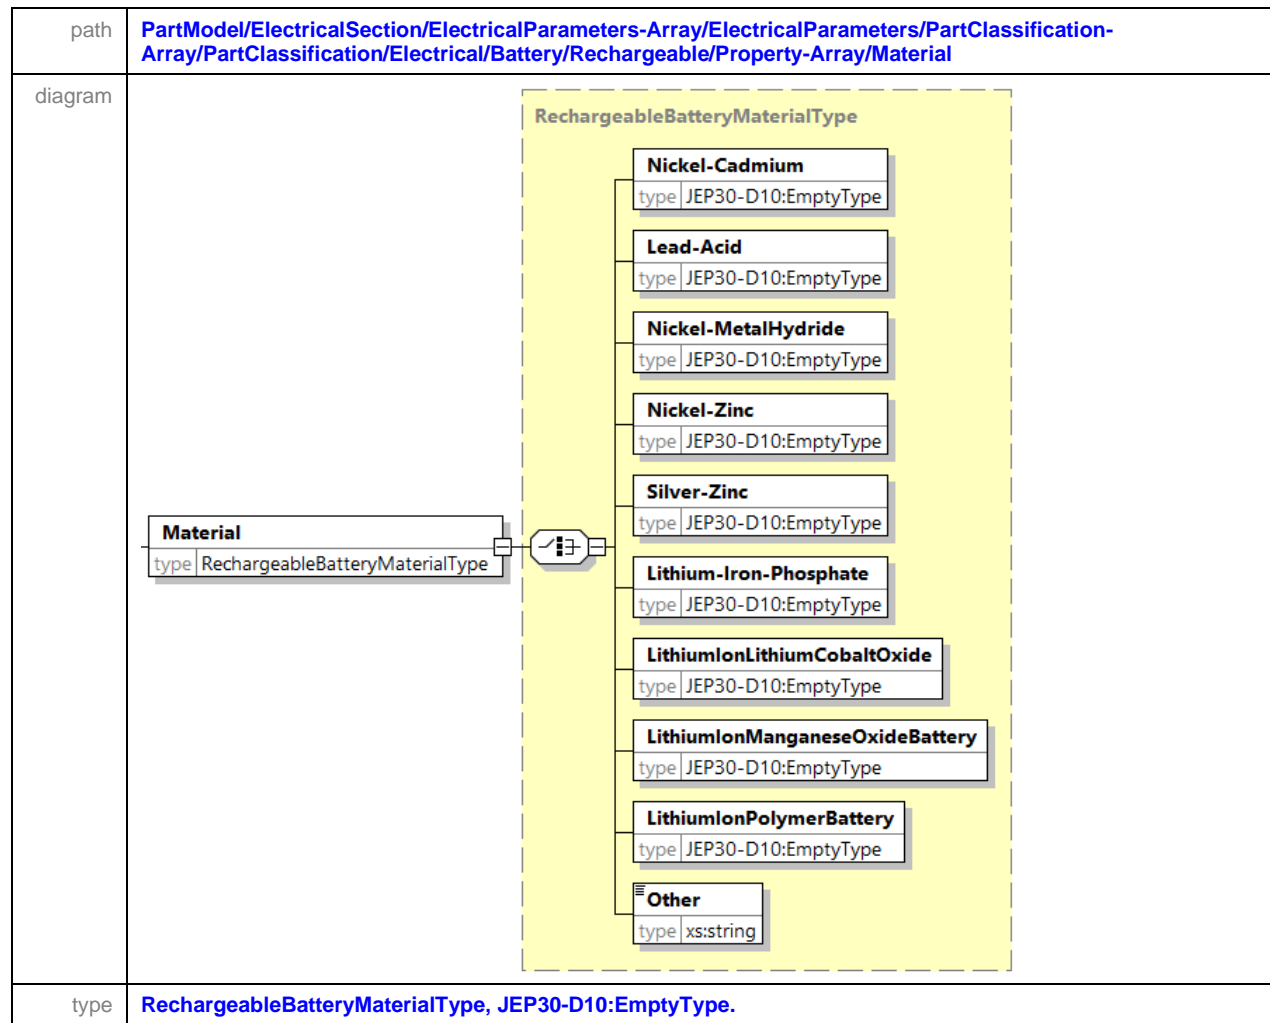 path
PartModel/ElectricalSection/ElectricalParameters-Array/ElectricalParameters/PartClassification-
Array/PartClassification/Electrical/Battery/Rechargeable/Property-Array/Material
diagram
RechargeableBatteryMaterialType
Nickel-Cadmium
type JEP30-D10:EmptyType
Lead-Acid
type JEP30-D10:EmptyType
Nickel-MetalHydride
type JEP30-D10:EmptyType
Nickel-Zinc
type JEP30-D10:EmptyType
Silver-Zinc
type JEP30-D10:EmptyType
Material
type RechargeableBatteryMaterialType
Lithium-Iron-Phosphate
type JEP30-D10:EmptyType
LithiumIonLithiumCobaltOxide
type JEP30-D10:EmptyType
LithiumIonManganeseOxideBattery
type JEP30-D10:EmptyType
LithiumIonPolymerBattery
type JEP30-D10:EmptyType
Other
type xs:string
type
RechargeableBatteryMaterialType, JEP30-D10:EmptyType.